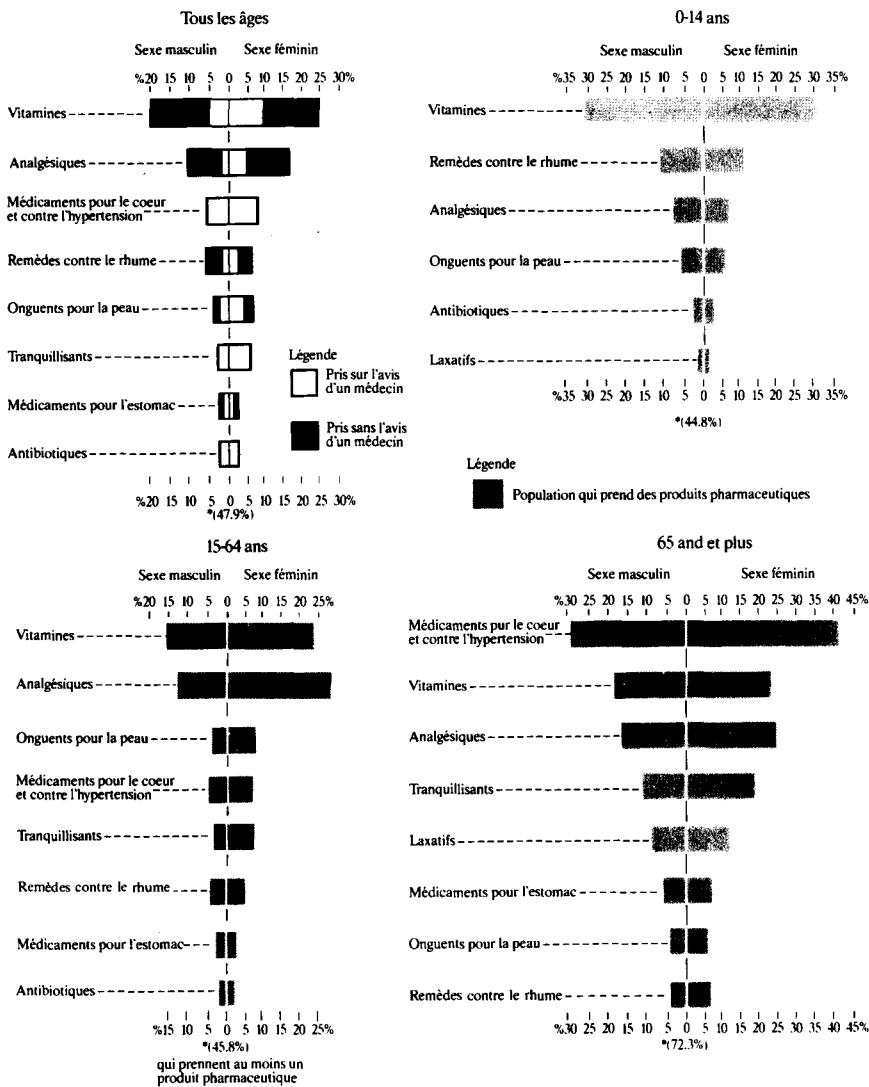 Tous les âges
Sexe masculin Sexe féminin
%20 15 10 5 0 5 10 15 20 25 30%
Vitamines
Analgésiques
Médicaments pour le coeur
et contre l'hypertension
Remèdes contre le rhume
Onguents pour la peau
Tranquillisants
Médicaments pour l'estomac
Antibiotiques
%20 15 10 5 0 5 10 15 20 25 30%
*(47.9%)
Légende
Pris sur l'avis
d'un médecin
Pris sans l'avis
d'un médecin
0-14 ans
Sexe masculin Sexe féminin
%35 30 25 20 15 10 5 0 5 10 15 20 25 30 35%
Vitamines
Remèdes contre le rhume
Analgésiques
Onguents pour la peau
Antibiotiques
Laxatifs
%35 30 25 20 15 10 5 0 5 10 15 20 25 30 35%
*(44.8%)
Légende
Population qui prend des produits pharmaceutiques
15-64 ans
Sexe masculin Sexe féminin
%20 15 10 5 0 5 10 15 20 25%
Vitamines
Analgésiques
Onguents pour la peau
Médicaments pour le coeur
et contre l'hypertension
Tranquillisants
Remèdes contre le rhume
Médicaments pour l'estomac
Antibiotiques
%15 10 5 0 5 10 15 20 25%
*(45.8%)
qui prennent au moins un
produit pharmaceutique
65 and et plus
Sexe masculin Sexe féminin
%30 25 20 15 10 5 0 5 10 15 20 25 30 35 40 45%
Médicaments pur le coeur
et contre l'hypertension
Vitamines
Analgésiques
Tranquillisants
Laxatifs
Médicaments pour l'estomac
Onguents pour la peau
Remèdes contre le rhume
%30 25 20 15 10 5 0 5 10 15 20 25 30 35 40 45%
*(72.3%)